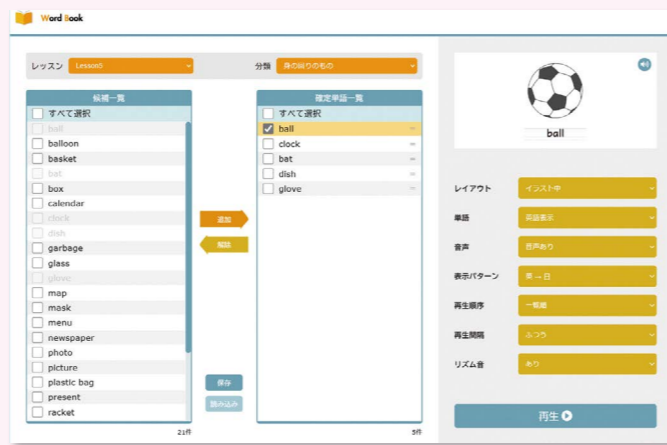 Word Book
レッスン Lesson5 分類 身の回りのもの
候補一覧
すべて選択
ball
balloon
basket
bat
box
calendar
clock
dish
garbage
glass
glove
map
mask
menu
newspaper
photo
picture
plastic bag
present
racket
21件
追加
解除
保存
読み込み
確定単語一覧
すべて選択
ball
clock
bat
dish
glove
5件
ball
レイアウト イラスト中
単語 英語表示
音声 音声あり
表示パターン 英 → 日
再生順序 一覧順
再生間隔 ふつう
リズム音 あり
再生